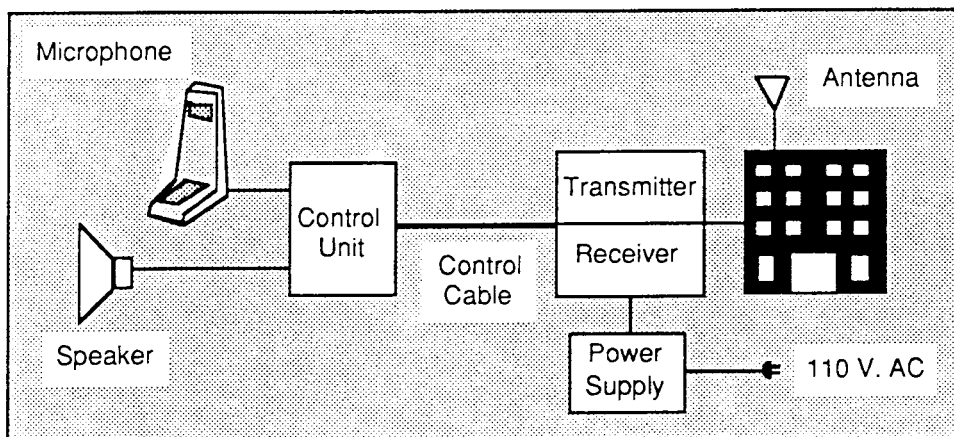 Microphone
Antenna
Transmitter
Control
Unit
Receiver
Control
Cable
Speaker
Power
Supply
110 V. AC